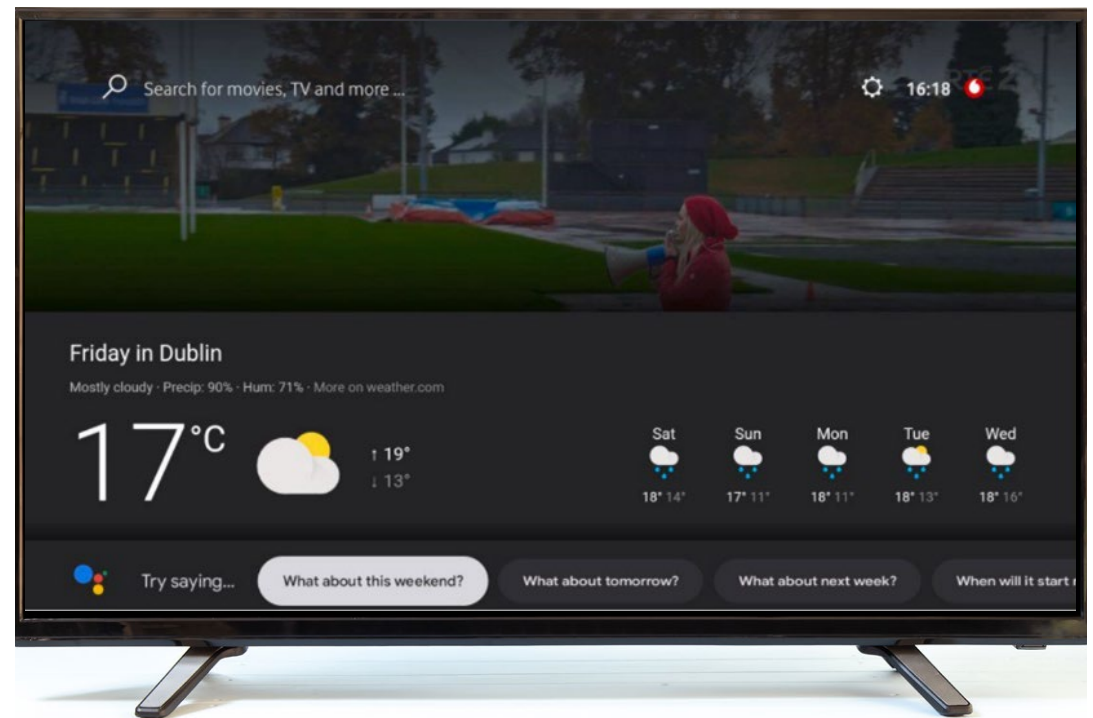 Search for movies, TV and more ...
16:18
RTÉ 2
Friday in Dublin
Mostly cloudy · Precip: 90% · Hum: 71% · More on weather.com
17°C
↑ 19°
↓ 13°
Sat Sun Mon Tue Wed
18° 14° 17° 11° 18° 11° 18° 13° 18° 16°
Try saying... What about this weekend? What about tomorrow? What about next week? When will it start